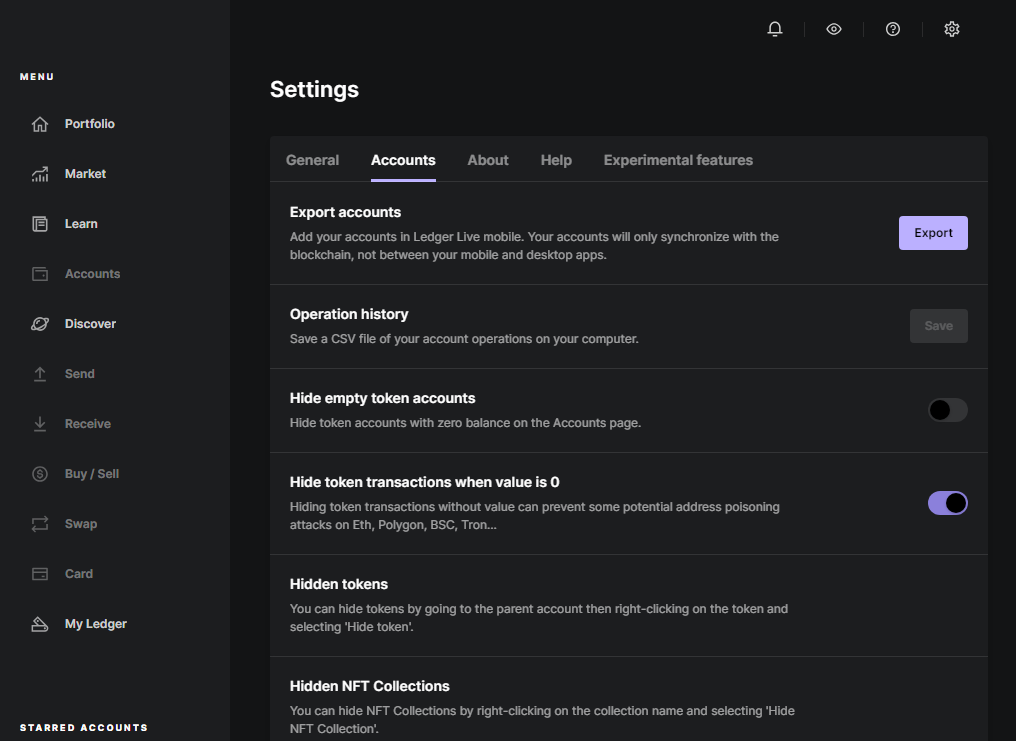 MENU
Portfolio
Market
Learn
Accounts
Discover
Send
Receive
Buy / Sell
Swap
Card
My Ledger
STARRED ACCOUNTS
Settings
General Accounts About Help Experimental features
Export accounts
Add your accounts in Ledger Live mobile. Your accounts will only synchronize with the
blockchain, not between your mobile and desktop apps.
Export
Operation history
Save a CSV file of your account operations on your computer.
Save
Hide empty token accounts
Hide token accounts with zero balance on the Accounts page.
Hide token transactions when value is 0
Hiding token transactions without value can prevent some potential address poisoning
attacks on Eth, Polygon, BSC, Tron...
Hidden tokens
You can hide tokens by going to the parent account then right-clicking on the token and
selecting 'Hide token'.
Hidden NFT Collections
You can hide NFT Collections by right-clicking on the collection name and selecting 'Hide
NFT Collection'.